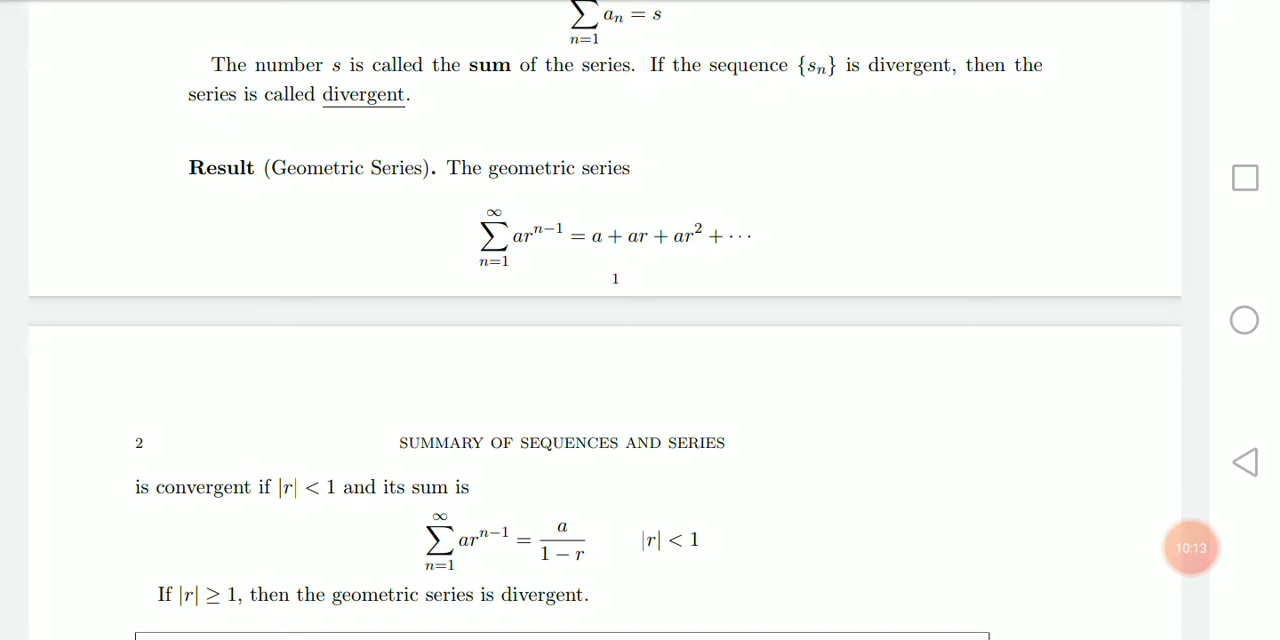 ∑ aₙ = s
n=1
The number s is called the sum of the series. If the sequence {sₙ} is divergent, then the
series is called divergent.
Result (Geometric Series). The geometric series
∞
∑ arⁿ⁻¹ = a + ar + ar² + ⋯
n=1
1
2 SUMMARY OF SEQUENCES AND SERIES
is convergent if |r| < 1 and its sum is
∞
∑ arⁿ⁻¹ = a/(1 − r) |r| < 1
n=1
If |r| ≥ 1, then the geometric series is divergent.
10:13